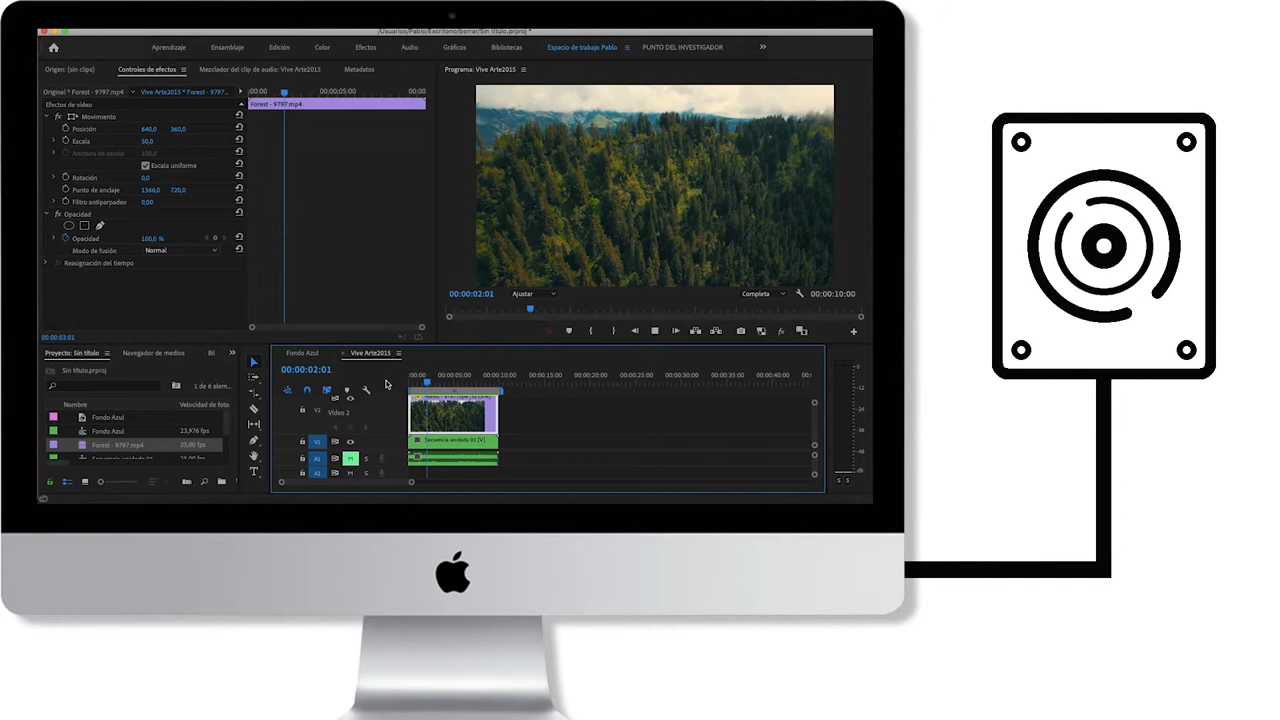 /Usuarios/Pablo/Escritorio/borrar/Sin título.prproj *
Aprendizaje Ensamblaje Edición Color Efectos Audio Gráficos Bibliotecas Espacio de trabajo Pablo PUNTO DEL INVESTIGADOR
Origen: (sin clips) Controles de efectos Mezclador del clip de audio: Vive Arte2015 Metadatos
Programa: Vive Arte2015
Original * Forest - 9797.mp4 Vive Arte2015 * Forest - 9797...
:00:00 00:00:05:00 00:00
Efectos de vídeo
Forest - 9797.mp4
fx Movimiento
Posición 640,0 360,0
Escala 50,0
Anchura de escala 100,0
Escala uniforme
Rotación 0,0
Punto de anclaje 1366,0 720,0
Filtro antiparpadeo 0,00
fx Opacidad
Opacidad 100,0 %
Modo de fusión Normal
Reasignación del tiempo
00:00:02:01
00:00:02:01 Ajustar Completa 00:00:10:00
Proyecto: Sin título Navegador de medios Bi
Sin título.prproj
1 de 6 elem
Nombre Velocidad de foto
Fondo Azul
Fondo Azul 23,976 fps
Forest - 9797.mp4 25,00 fps
Fondo Azul Vive Arte2015
00:00:02:01
:00:00 00:00:05:00 00:00:10:00 00:00:15:00 00:00:20:00 00:00:25:00 00:00:30:00 00:00:35:00 00:00:40:00
V2 Video 2
V1 Secuencia anidada 01 [V]
A1 M S
A2 M S
0
-12
-24
-36
-48
dB
S S